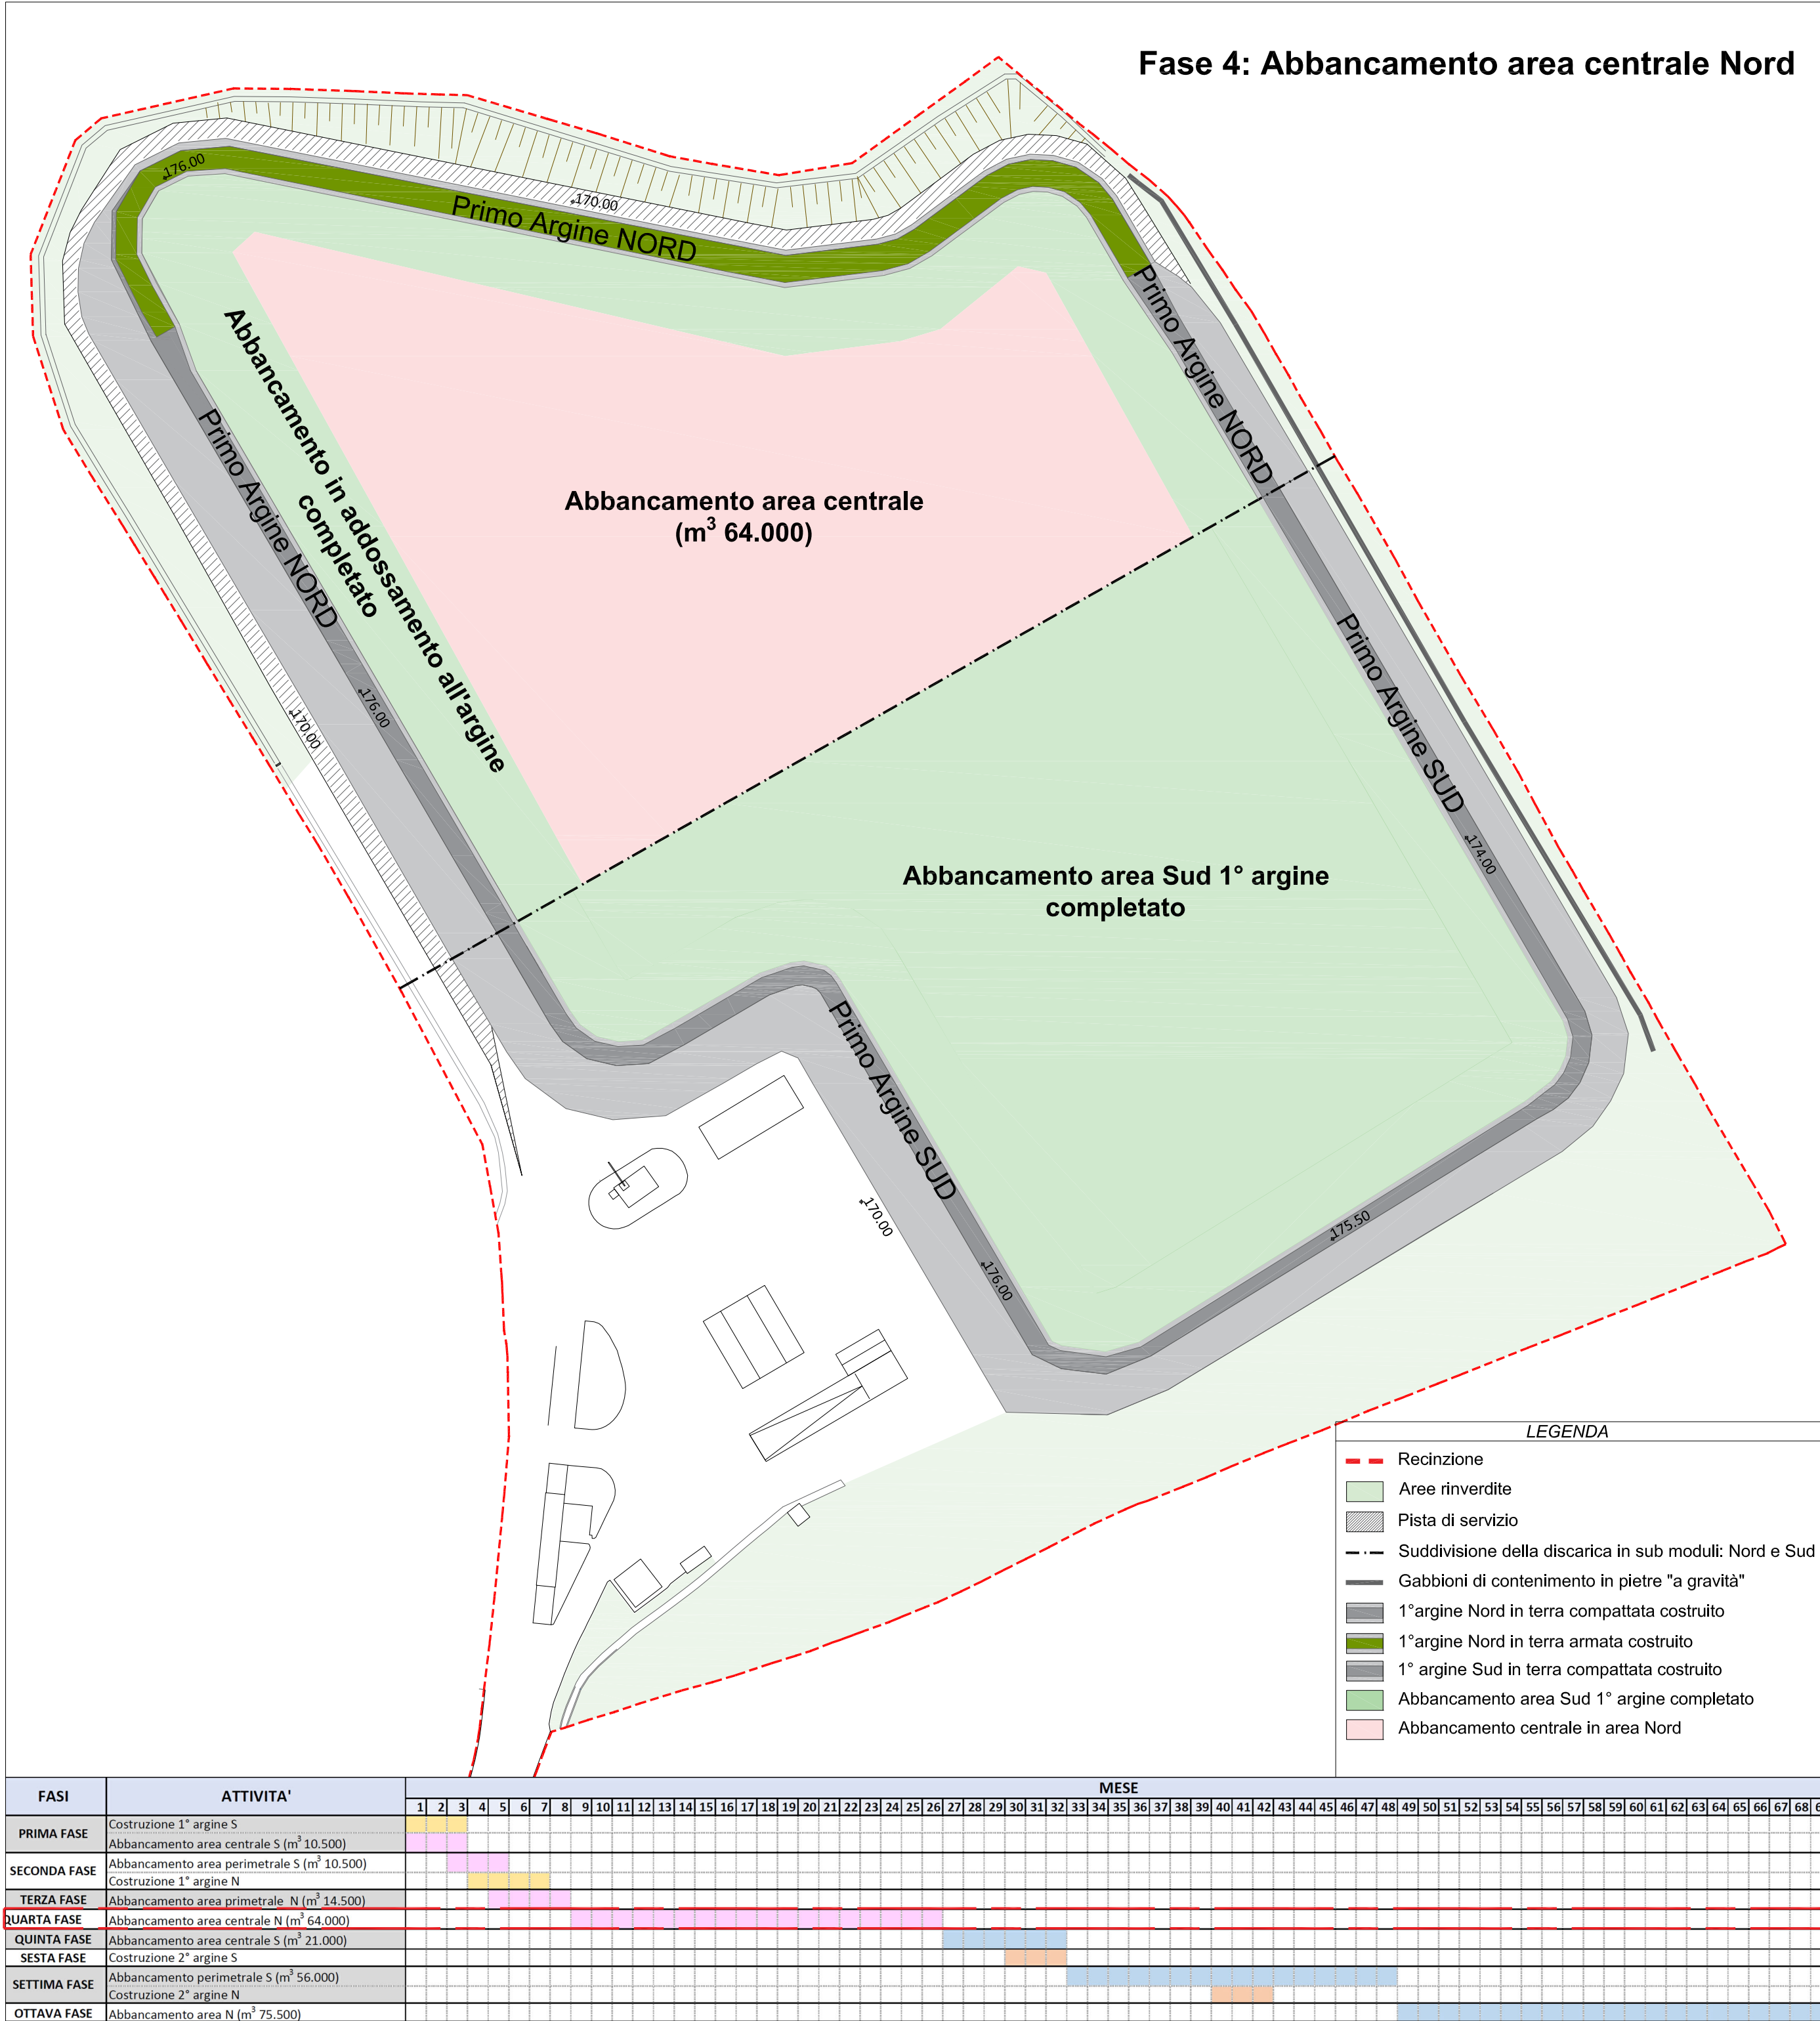 Fase 4: Abbancamento area centrale Nord
176.00
170.00
Primo Argine NORD
Primo Argine NORD
Abbancamento in addossamento all'argine
completato
Primo Argine NORD
Abbancamento area centrale
(m³ 64.000)
176.00
170.00
Primo Argine SUD
174.00
Abbancamento area Sud 1° argine
completato
Primo Argine SUD
170.00
176.00
175.50
LEGENDA
Recinzione
Aree rinverdite
Pista di servizio
Suddivisione della discarica in sub moduli: Nord e Sud
Gabbioni di contenimento in pietre "a gravità"
1°argine Nord in terra compattata costruito
1°argine Nord in terra armata costruito
1° argine Sud in terra compattata costruito
Abbancamento area Sud 1° argine completato
Abbancamento centrale in area Nord
FASI ATTIVITA' MESE
1 2 3 4 5 6 7 8 9 10 11 12 13 14 15 16 17 18 19 20 21 22 23 24 25 26 27 28 29 30 31 32 33 34 35 36 37 38 39 40 41 42 43 44 45 46 47 48 49 50 51 52 53 54 55 56 57 58 59 60 61 62 63 64 65 66 67 68
PRIMA FASE
Costruzione 1° argine S
Abbancamento area centrale S (m³ 10.500)
SECONDA FASE
Abbancamento area perimetrale S (m³ 10.500)
Costruzione 1° argine N
TERZA FASE Abbancamento area primetrale N (m³ 14.500)
QUARTA FASE Abbancamento area centrale N (m³ 64.000)
QUINTA FASE Abbancamento area centrale S (m³ 21.000)
SESTA FASE Costruzione 2° argine S
SETTIMA FASE
Abbancamento perimetrale S (m³ 56.000)
Costruzione 2° argine N
OTTAVA FASE Abbancamento area N (m³ 75.500)